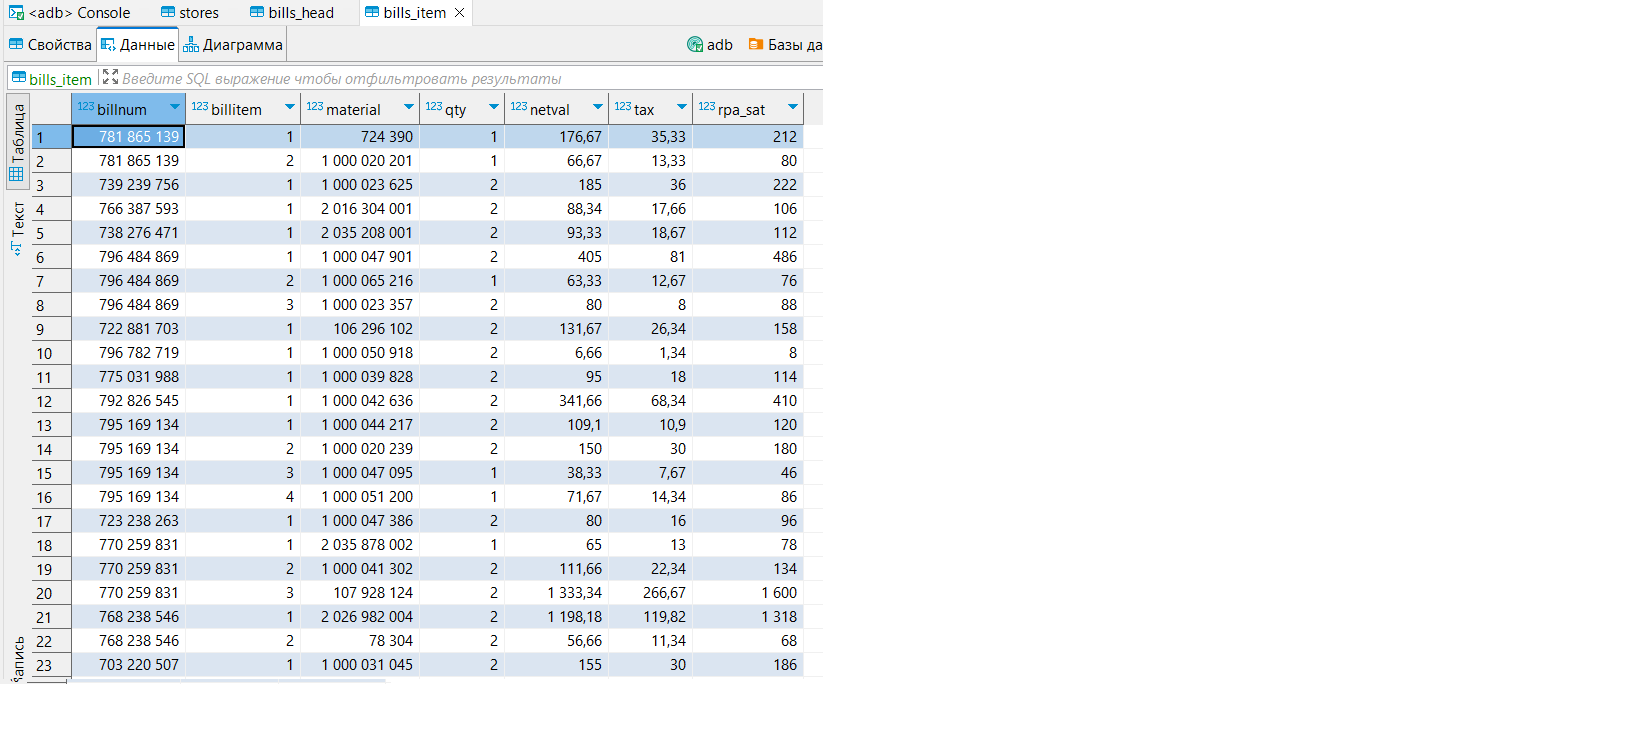 <adb> Console stores bills_head bills_item
Свойства Данные Диаграмма adb Базы да
bills_item Введите SQL выражение чтобы отфильтровать результаты
Таблица
Текст
апись
123 billnum 123 billitem 123 material 123 qty 123 netval 123 tax 123 rpa_sat
1 781 865 139 1 724 390 1 176,67 35,33 212
2 781 865 139 2 1 000 020 201 1 66,67 13,33 80
3 739 239 756 1 1 000 023 625 2 185 36 222
4 766 387 593 1 2 016 304 001 2 88,34 17,66 106
5 738 276 471 1 2 035 208 001 2 93,33 18,67 112
6 796 484 869 1 1 000 047 901 2 405 81 486
7 796 484 869 2 1 000 065 216 1 63,33 12,67 76
8 796 484 869 3 1 000 023 357 2 80 8 88
9 722 881 703 1 106 296 102 2 131,67 26,34 158
10 796 782 719 1 1 000 050 918 2 6,66 1,34 8
11 775 031 988 1 1 000 039 828 2 95 18 114
12 792 826 545 1 1 000 042 636 2 341,66 68,34 410
13 795 169 134 1 1 000 044 217 2 109,1 10,9 120
14 795 169 134 2 1 000 020 239 2 150 30 180
15 795 169 134 3 1 000 047 095 1 38,33 7,67 46
16 795 169 134 4 1 000 051 200 1 71,67 14,34 86
17 723 238 263 1 1 000 047 386 2 80 16 96
18 770 259 831 1 2 035 878 002 1 65 13 78
19 770 259 831 2 1 000 041 302 2 111,66 22,34 134
20 770 259 831 3 107 928 124 2 1 333,34 266,67 1 600
21 768 238 546 1 2 026 982 004 2 1 198,18 119,82 1 318
22 768 238 546 2 78 304 2 56,66 11,34 68
23 703 220 507 1 1 000 031 045 2 155 30 186